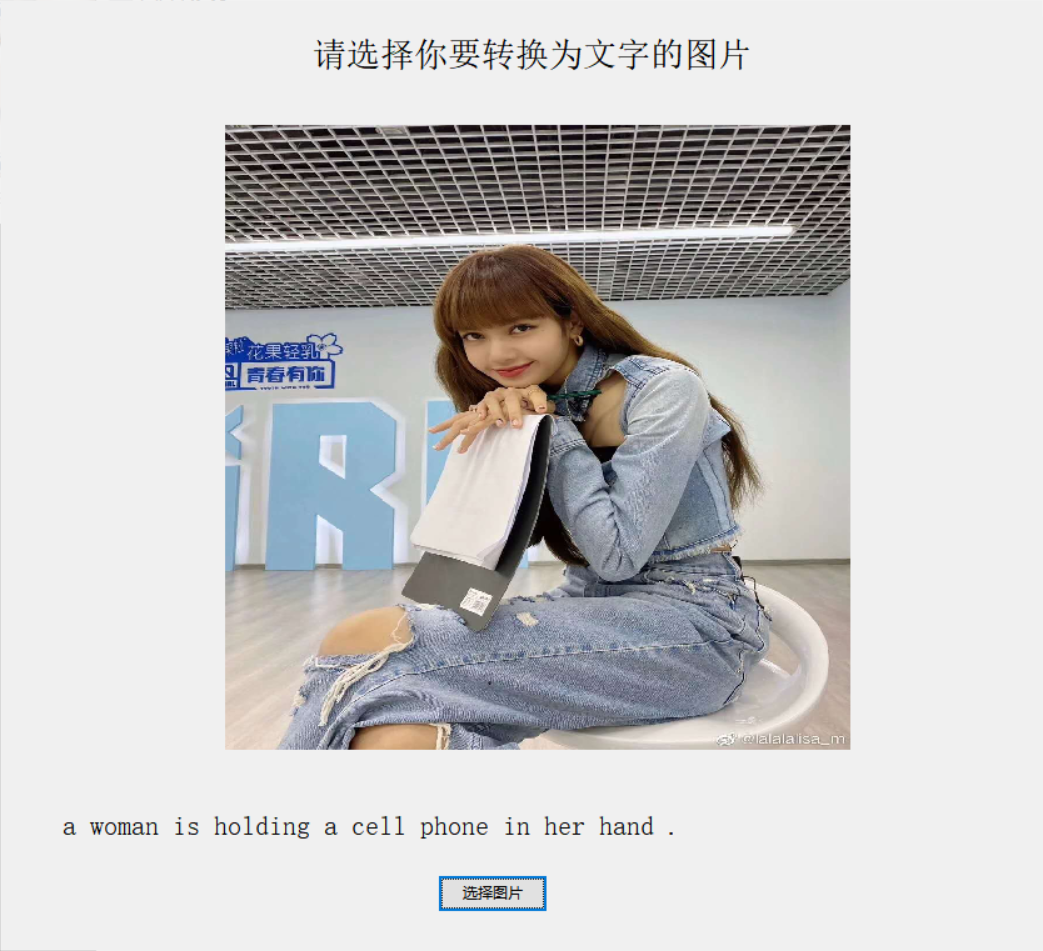 请选择你要转换为文字的图片
花果轻乳
青春有你
iRL
@lalalalisa_m
a woman is holding a cell phone in her hand .
选择图片